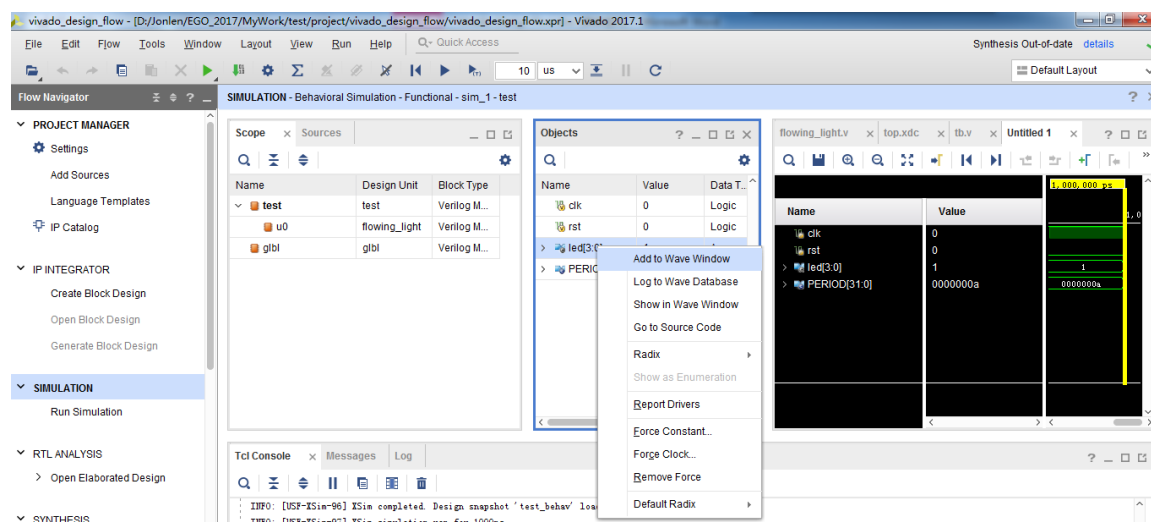 vivado_design_flow - [D:/Jonlen/EGO_2017/MyWork/test/project/vivado_design_flow/vivado_design_flow.xpr] - Vivado 2017.1
File Edit Flow Tools Window Layout View Run Help Quick Access
Synthesis Out-of-date details
10 us
Default Layout
Flow Navigator
SIMULATION - Behavioral Simulation - Functional - sim_1 - test
PROJECT MANAGER
Settings
Add Sources
Language Templates
IP Catalog
IP INTEGRATOR
Create Block Design
Open Block Design
Generate Block Design
SIMULATION
Run Simulation
RTL ANALYSIS
Open Elaborated Design
SYNTHESIS
Scope Sources
Name Design Unit Block Type
test test Verilog M...
u0 flowing_light Verilog M...
glbl glbl Verilog M...
Objects
Name Value Data T...
clk 0 Logic
rst 0 Logic
led[3:0]
PERIO
Add to Wave Window
Log to Wave Database
Show in Wave Window
Go to Source Code
Radix
Show as Enumeration
Report Drivers
Force Constant...
Force Clock...
Remove Force
Default Radix
flowing_light.v top.xdc tb.v Untitled 1
1,000,000 ps
Name Value
clk 0
rst 0
led[3:0] 1 1
PERIOD[31:0] 0000000a 0000000a
Tcl Console Messages Log
INFO: [USF-XSim-96] XSim completed. Design snapshot 'test_behav' loa